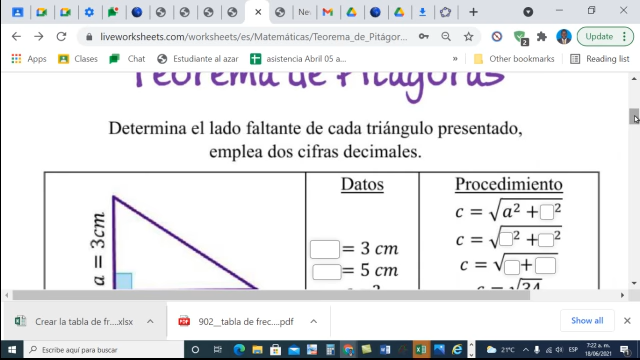 Ne
Update
liveworksheets.com/worksheets/es/Matemáticas/Teorema_de_Pitágor...
Apps
Clases
Chat
Estudiante al azar
asistencia Abril 05 a...
»
Other bookmarks
Reading list
Teorema de Pitágoras
Determina el lado faltante de cada triángulo presentado,
emplea dos cifras decimales.
Datos
Procedimiento
a = 3cm
= 3 cm
= 5 cm
c = √a² + □²
c = √□² + □²
c = √□ + □
c = √34
Crear la tabla de fr....xlsx
902__tabla de frec....pdf
Show all
Escribe aquí para buscar
21°C
ESP
7:22 a. m.
18/06/2021